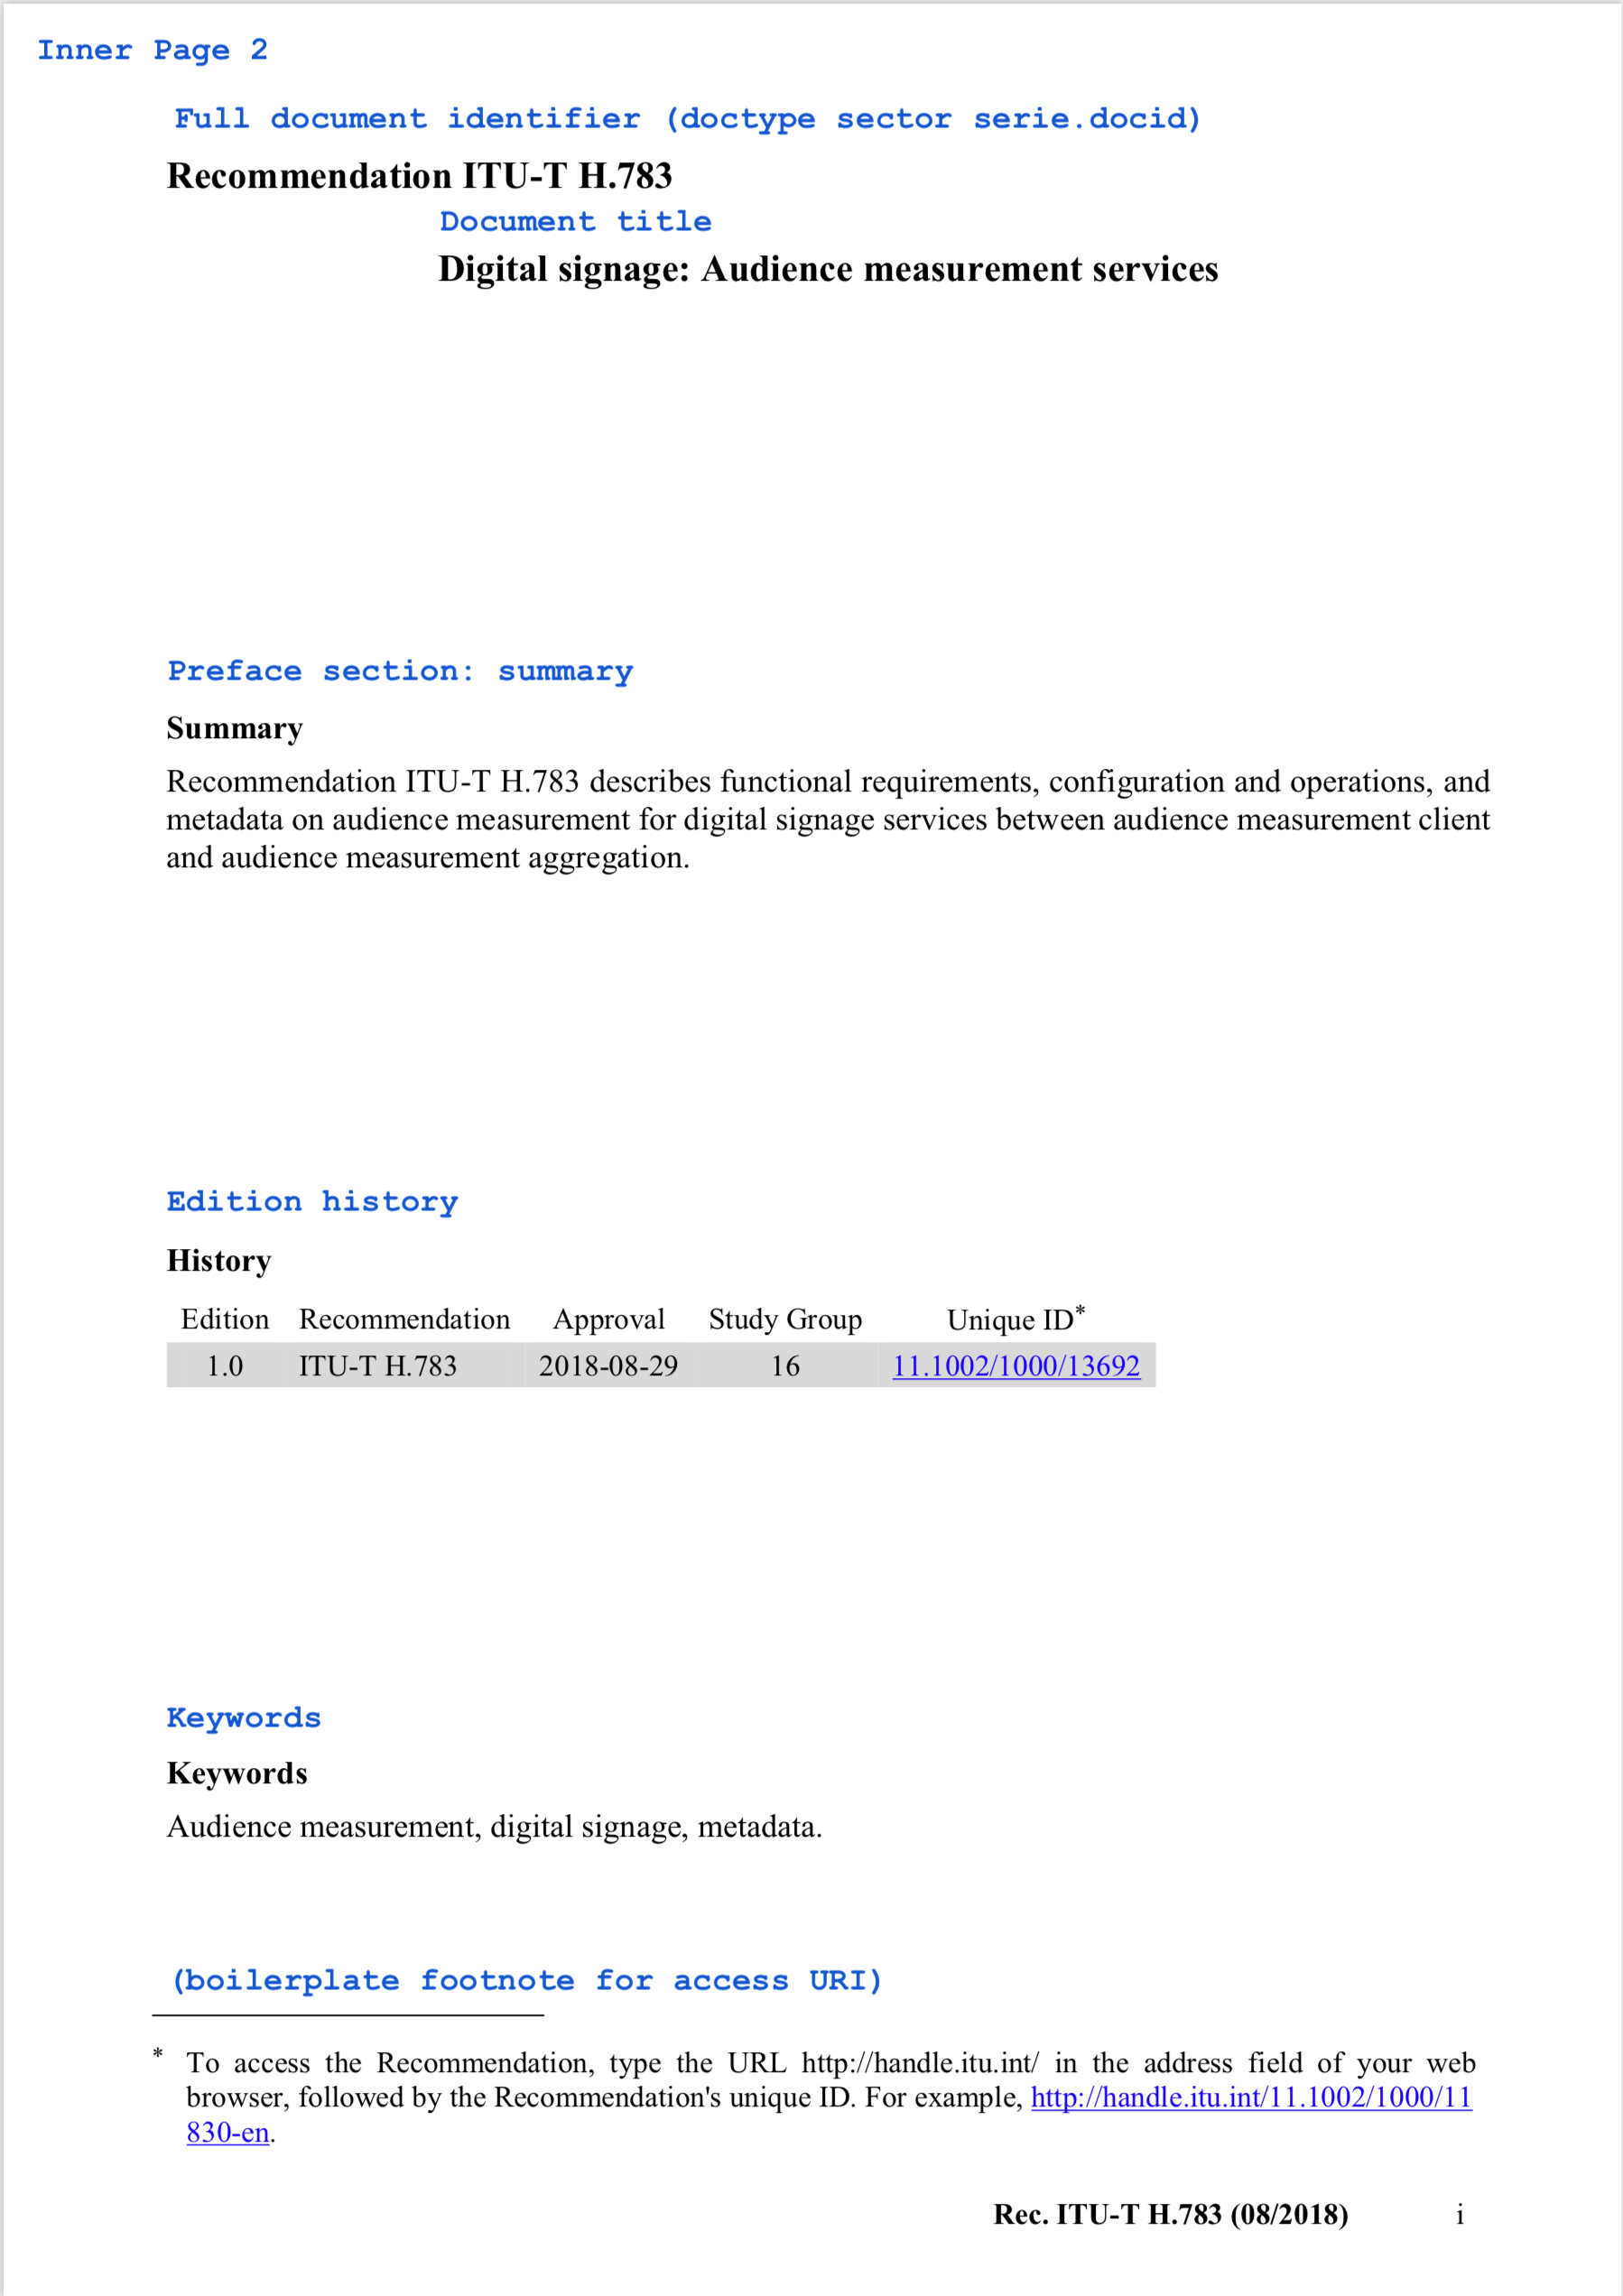 Inner Page 2
Full document identifier (doctype sector serie.docid)
Recommendation ITU-T H.783
Document title
Digital signage: Audience measurement services
Preface section: summary
Summary
Recommendation ITU-T H.783 describes functional requirements, configuration and operations, and
metadata on audience measurement for digital signage services between audience measurement client
and audience measurement aggregation.
Edition history
History
Edition Recommendation Approval Study Group Unique ID*
1.0 ITU-T H.783 2018-08-29 16 11.1002/1000/13692
Keywords
Keywords
Audience measurement, digital signage, metadata.
(boilerplate footnote for access URI)
* To access the Recommendation, type the URL http://handle.itu.int/ in the address field of your web
browser, followed by the Recommendation's unique ID. For example, http://handle.itu.int/11.1002/1000/11
830-en.
Rec. ITU-T H.783 (08/2018) i